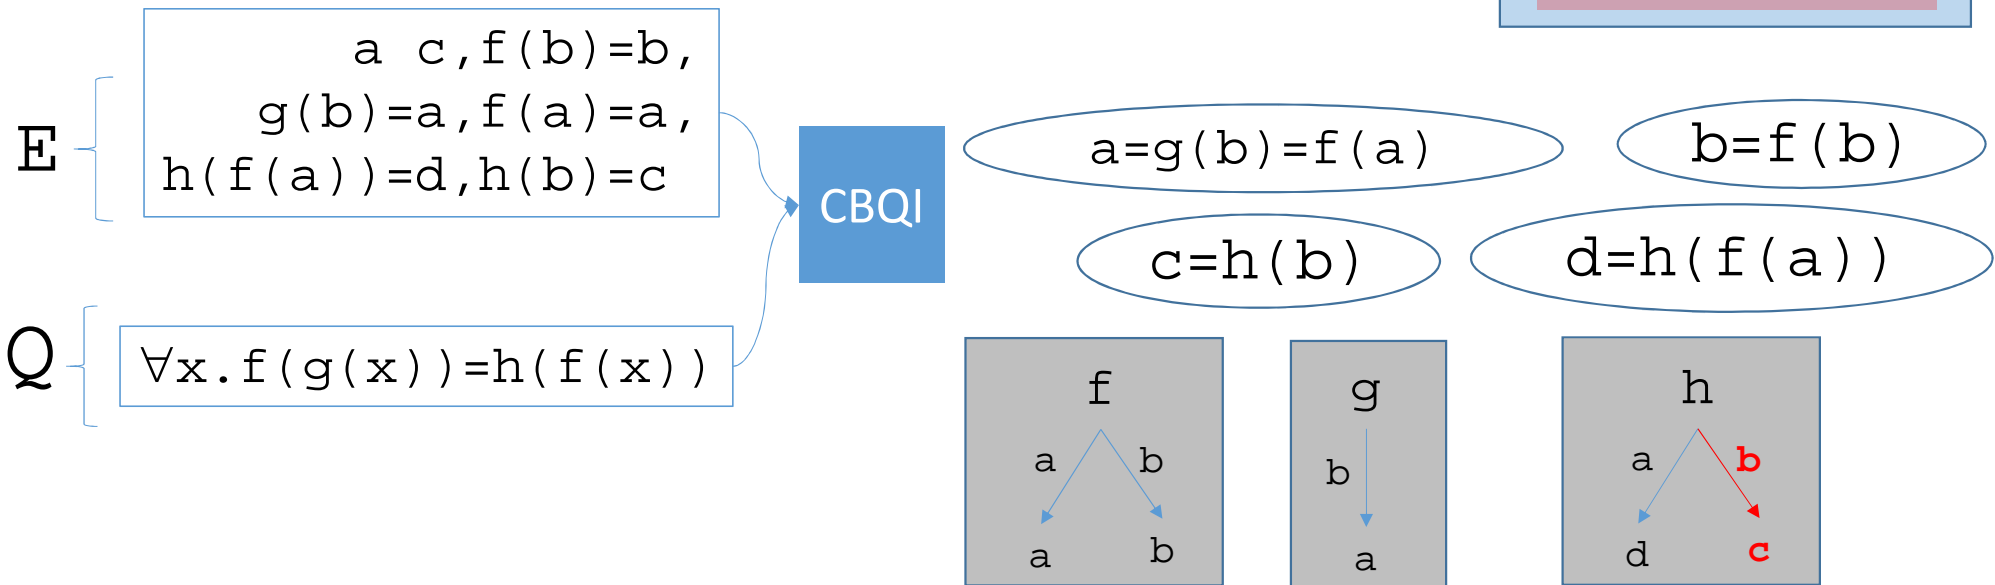 a c,f(b)=b,
g(b)=a,f(a)=a,
h(f(a))=d,h(b)=c
E
CBQI
a=g(b)=f(a)
b=f(b)
c=h(b)
d=h(f(a))
Q
∀x.f(g(x))=h(f(x))
f
a b
a b
g
b
a
h
a b
d c